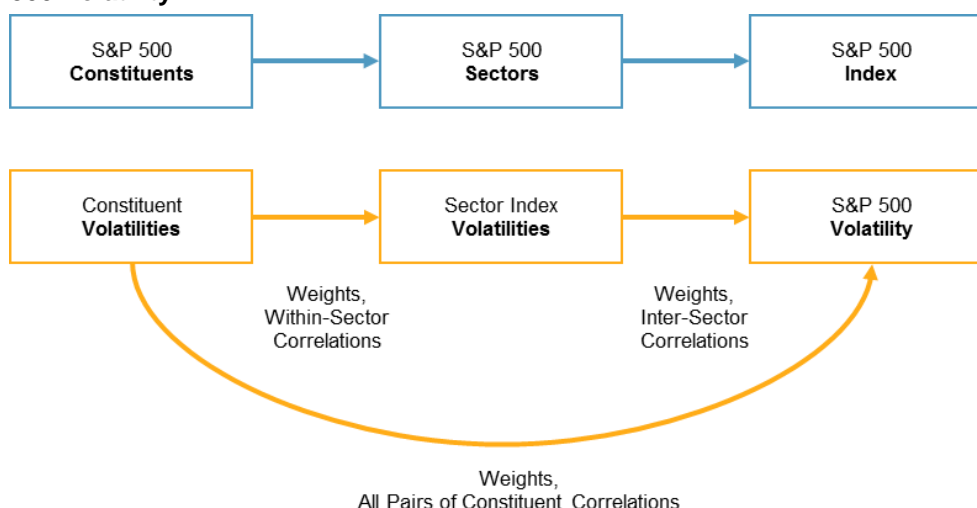 S&P 500
Constituents
S&P 500
Sectors
S&P 500
Index
Constituent
Volatilities
Sector Index
Volatilities
S&P 500
Volatility
Weights,
Within-Sector
Correlations
Weights,
Inter-Sector
Correlations
Weights,
All Pairs of Constituent Correlations